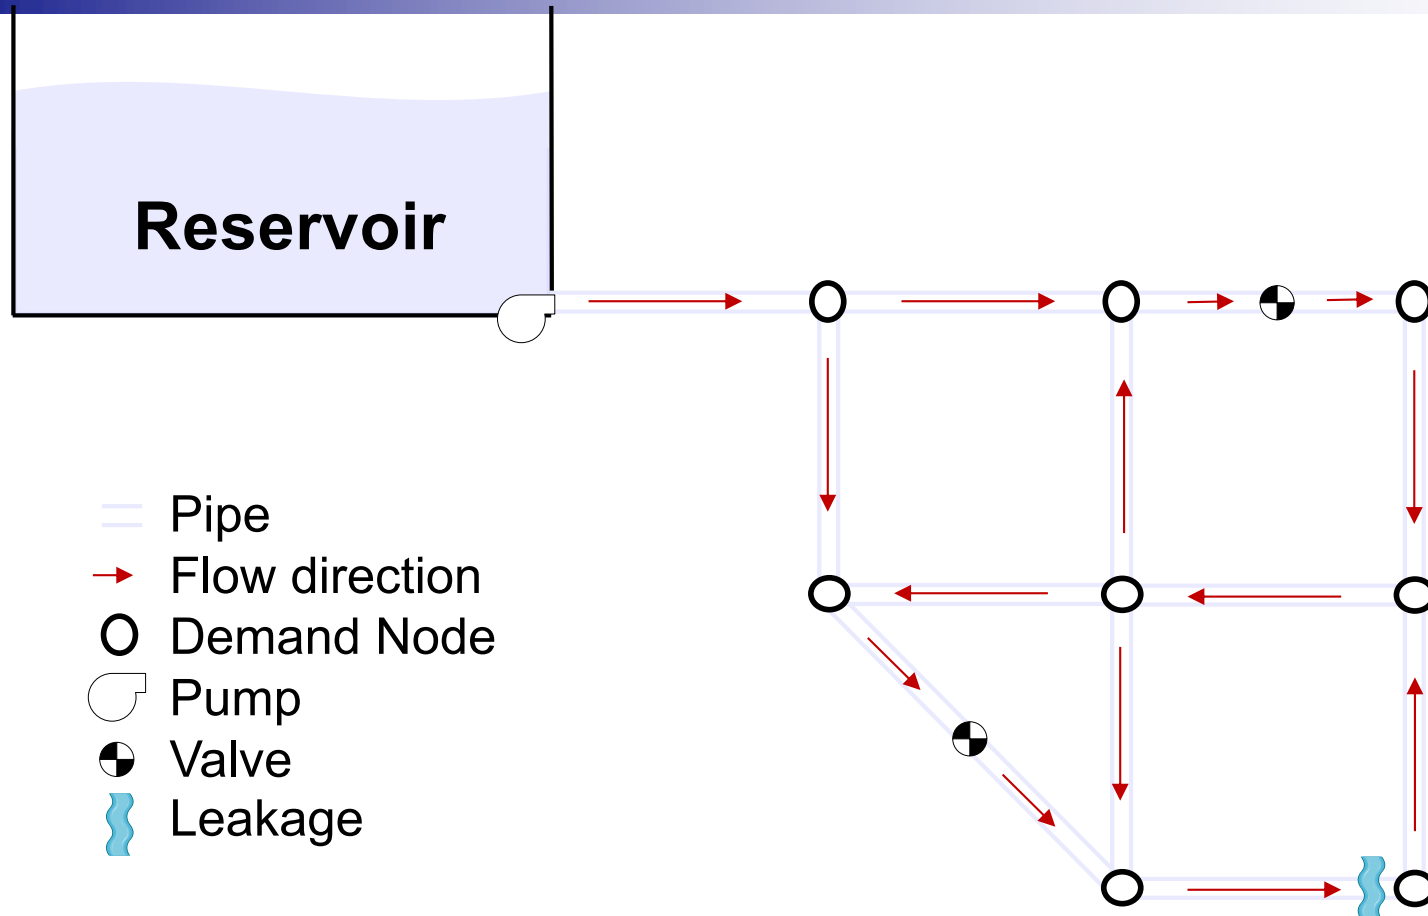 Reservoir
Pipe
Flow direction
Demand Node
Pump
Valve
Leakage